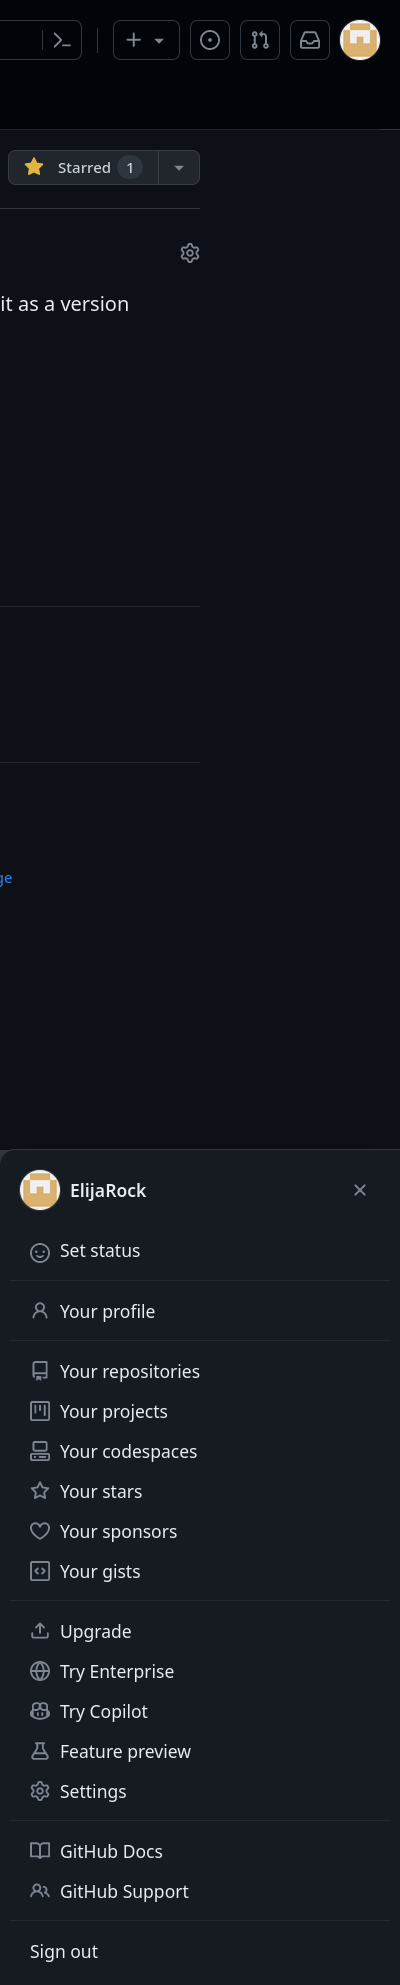 Starred 1
it as a version
ge
ElijaRock
Set status
Your profile
Your repositories
Your projects
Your codespaces
Your stars
Your sponsors
Your gists
Upgrade
Try Enterprise
Try Copilot
Feature preview
Settings
GitHub Docs
GitHub Support
Sign out